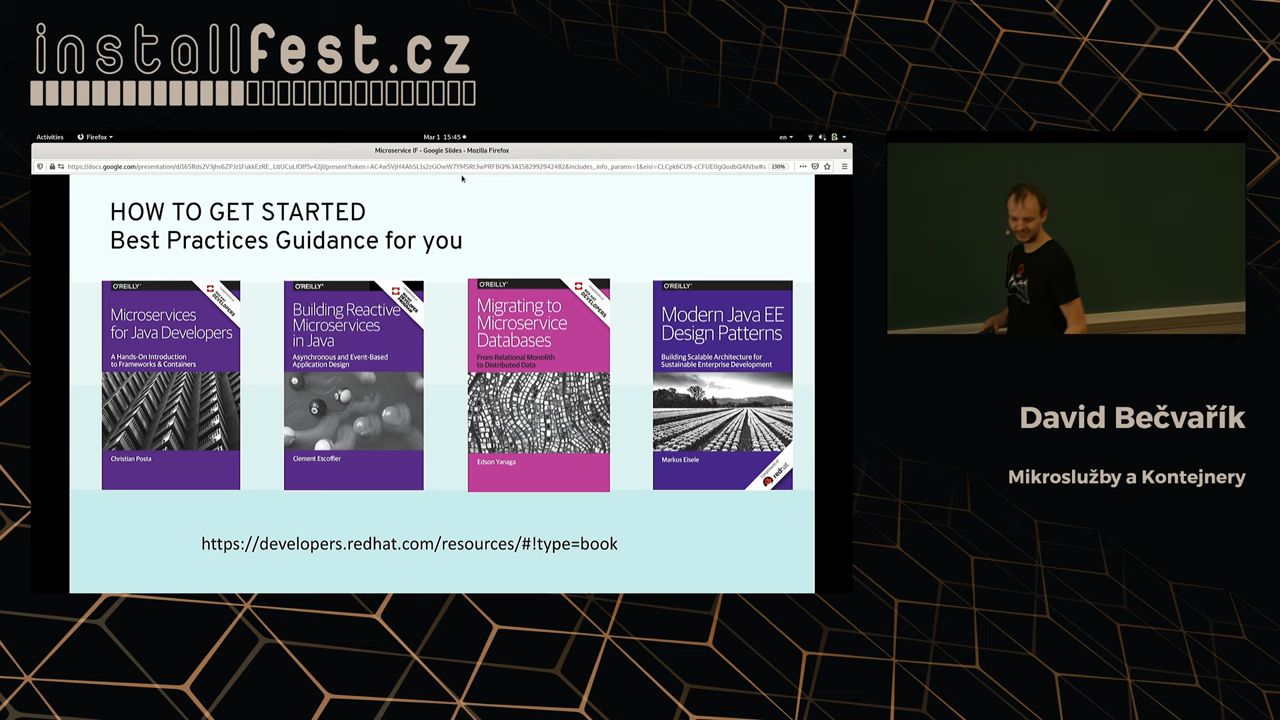 installfest.cz
Activities
Firefox
Mar 1 15:45
en
Microservice IF - Google Slides - Mozilla Firefox
130%
HOW TO GET STARTED
Best Practices Guidance for you
O'REILLY
Microservices
for Java Developers
A Hands-On Introduction
to Frameworks & Containers
Christian Posta
O'REILLY
Building Reactive
Microservices
in Java
Asynchronous and Event-Based
Application Design
Clement Escoffier
O'REILLY
Migrating to
Microservice
Databases
From Relational Monolith
to Distributed Data
Edson Yanaga
O'REILLY
Modern Java EE
Design Patterns
Building Scalable Architecture for
Sustainable Enterprise Development
Markus Eisele
redhat
https://developers.redhat.com/resources/#!type=book
David Bečvařík
Mikroslužby a Kontejnery